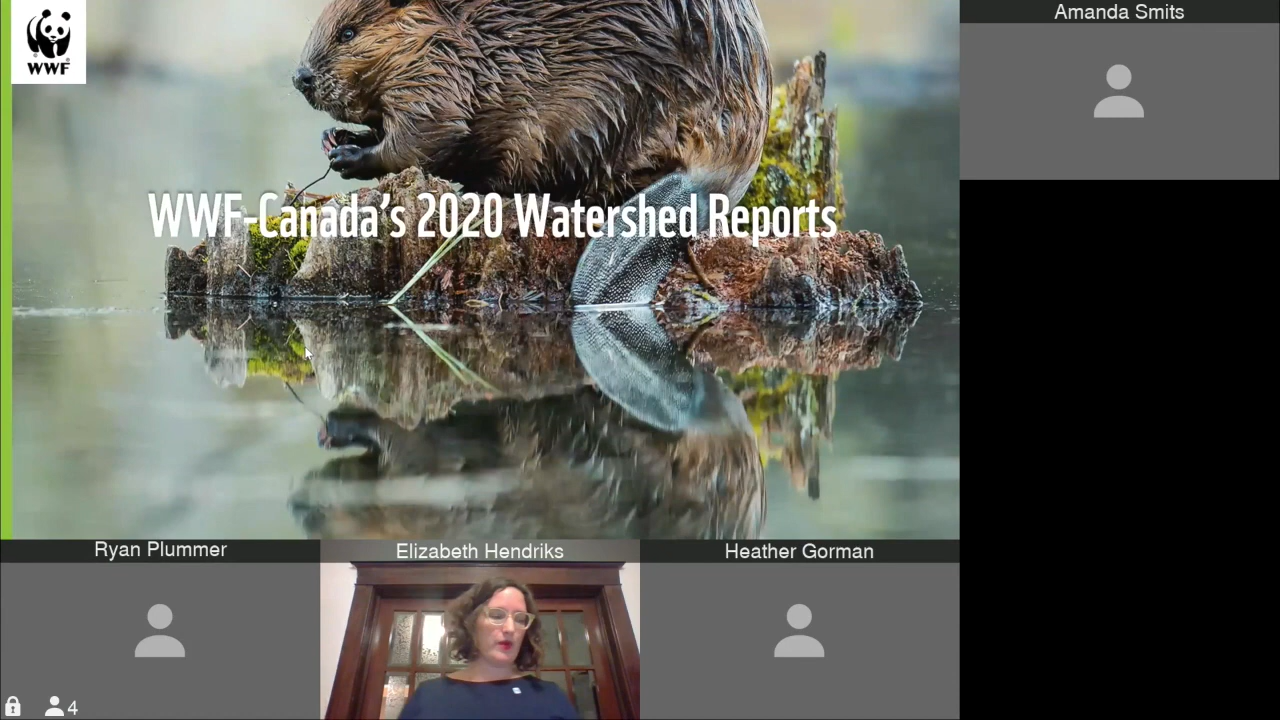 WWF
WWF-Canada's 2020 Watershed Reports
Amanda Smits
Ryan Plummer
Elizabeth Hendriks
Heather Gorman
4